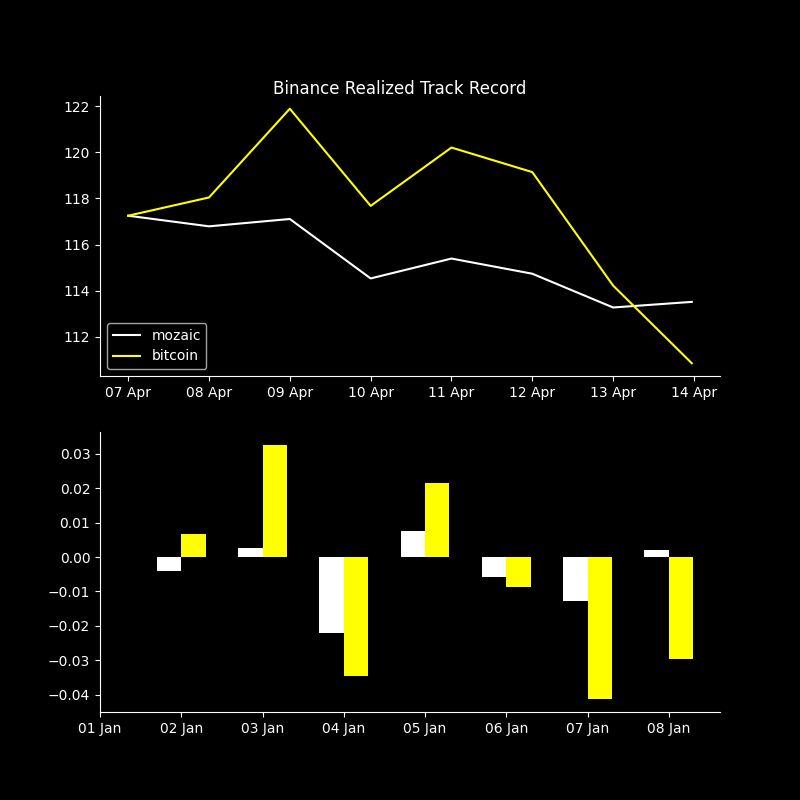 Binance Realized Track Record
122
120
118
116
114
112
mozaic
bitcoin
07 Apr 08 Apr 09 Apr 10 Apr 11 Apr 12 Apr 13 Apr 14 Apr
0.03
0.02
0.01
0.00
−0.01
−0.02
−0.03
−0.04
01 Jan 02 Jan 03 Jan 04 Jan 05 Jan 06 Jan 07 Jan 08 Jan